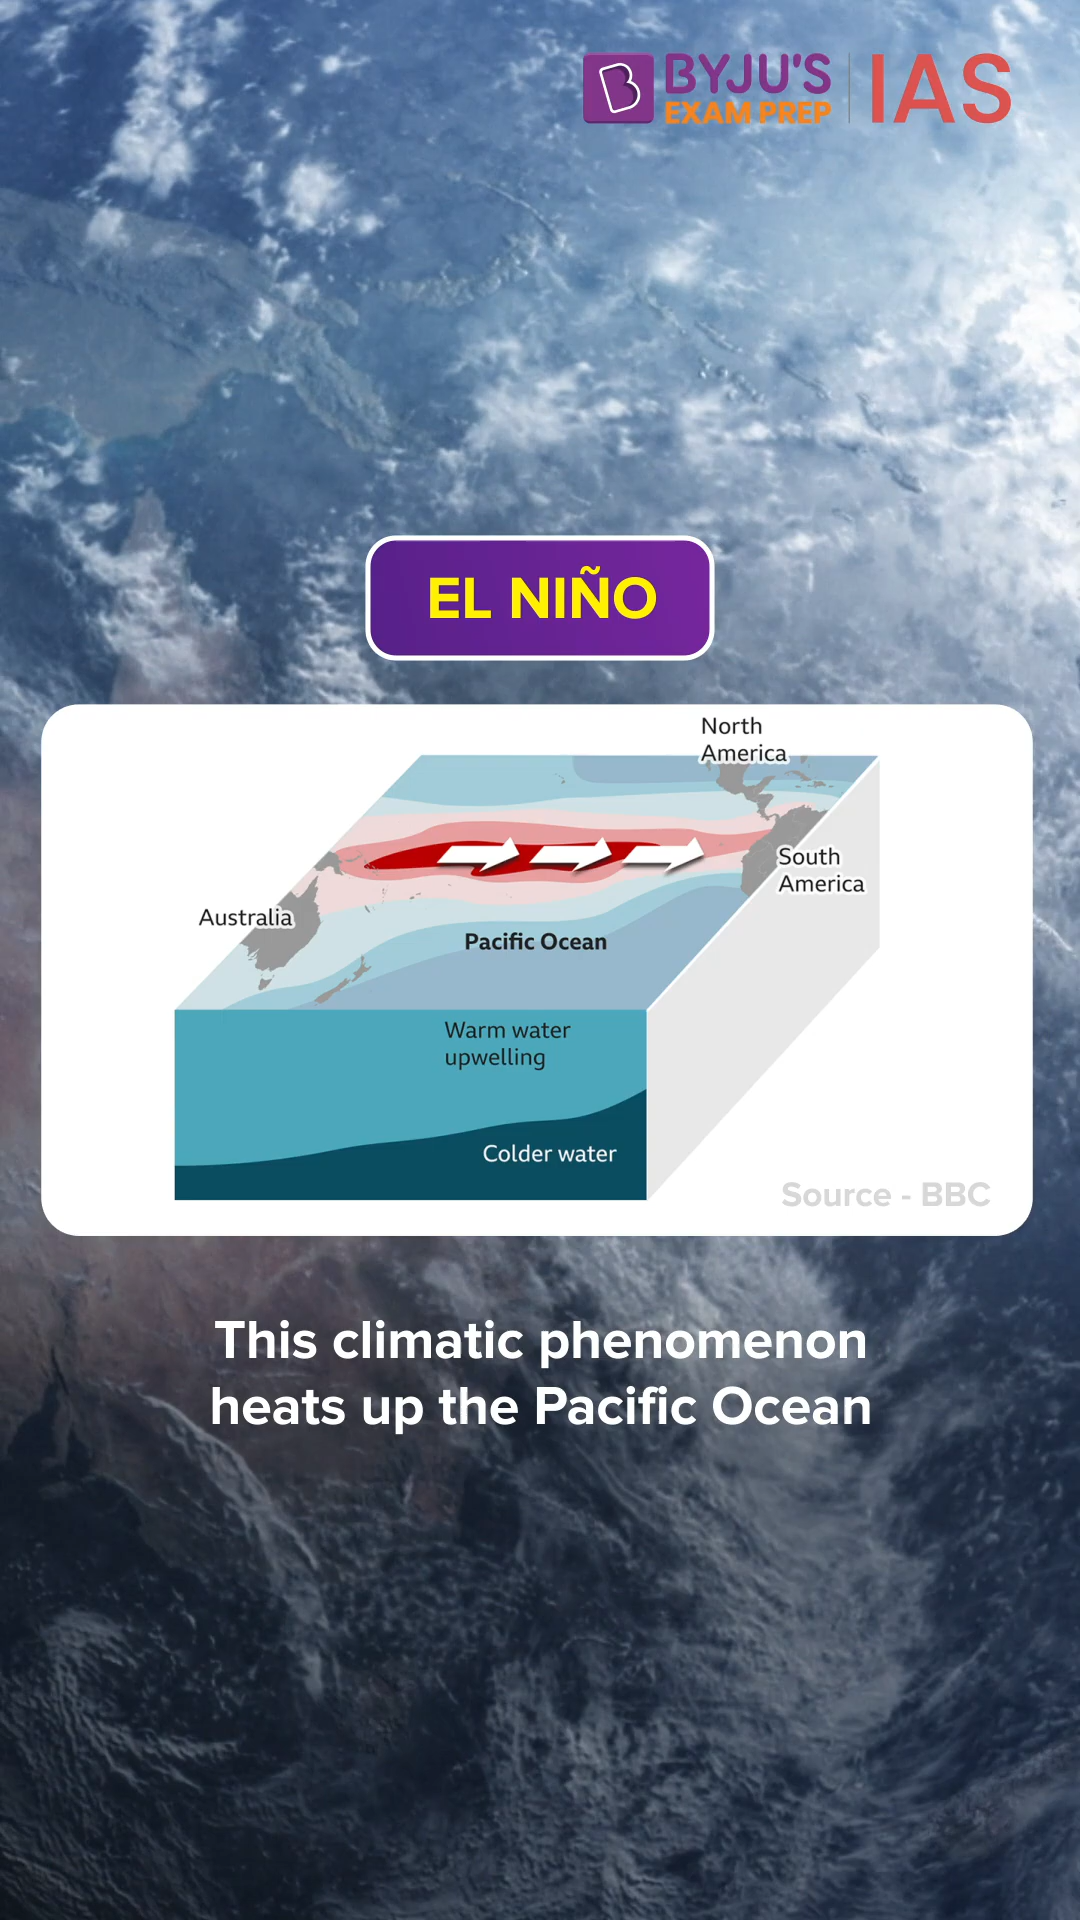 BYJU'S
EXAM PREP
IAS
EL NIÑO
North
America
South
America
Australia
Pacific Ocean
Warm water
upwelling
Colder water
Source - BBC
This climatic phenomenon
heats up the Pacific Ocean